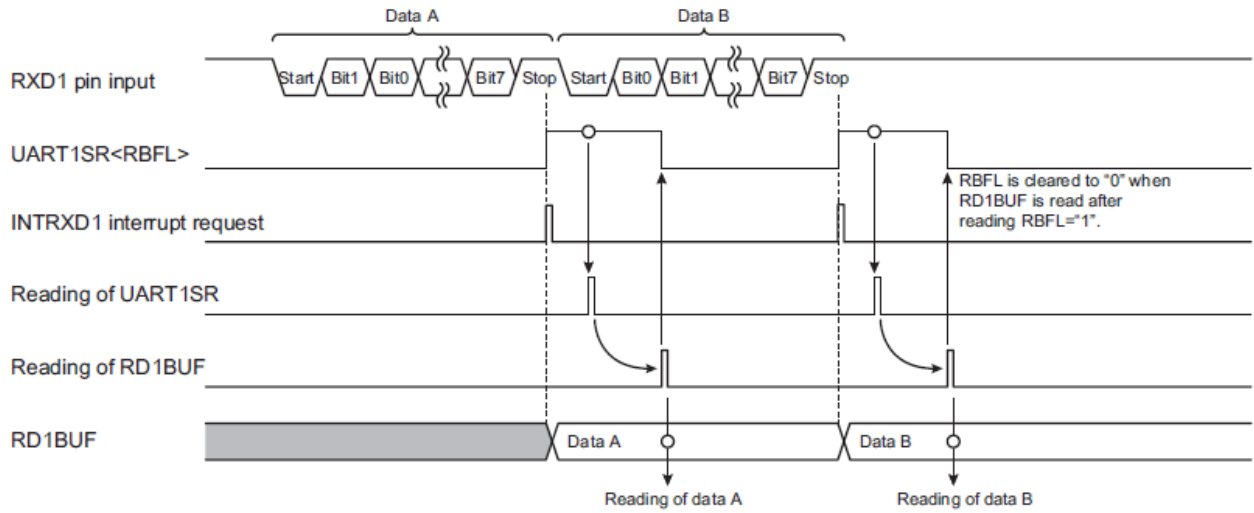 Data A
Data B
RXD1 pin input
Start Bit1 Bit0 Bit7 Stop Start Bit0 Bit1 Bit7 Stop
UART1SR<RBFL>
RBFL is cleared to “0” when
RD1BUF is read after
reading RBFL=“1”.
INTRXD1 interrupt request
Reading of UART1SR
Reading of RD1BUF
RD1BUF
Data A
Data B
Reading of data A
Reading of data B